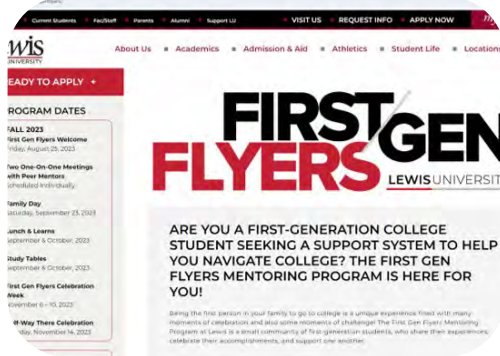 Current Students Fac/Staff Parents Alumni Support LU VISIT US REQUEST INFO APPLY NOW
wis
UNIVERSITY
About Us Academics Admission & Aid Athletics Student Life Locations
EADY TO APPLY +
ROGRAM DATES
FALL 2023
First Gen Flyers Welcome
Friday, August 25, 2023
Two One-On-One Meetings
with Peer Mentors
Scheduled Individually
Family Day
Saturday, September 23, 2023
Lunch & Learns
September & October, 2023
Study Tables
September & October, 2023
First Gen Flyers Celebration
Week
November 6 - 10, 2023
f-Way There Celebration
day, November 14, 2023
FIRST GEN
FLYERS
LEWIS UNIVERSIT
ARE YOU A FIRST-GENERATION COLLEGE
STUDENT SEEKING A SUPPORT SYSTEM TO HELP
YOU NAVIGATE COLLEGE? THE FIRST GEN
FLYERS MENTORING PROGRAM IS HERE FOR
YOU!
Being the first person in your family to go to college is a unique experience filled with many
moments of celebration and also some moments of challenge! The First Gen Flyers Mentoring
Program at Lewis is a small community of first-generation students, who share their experiences,
celebrate their accomplishments, and support one another.